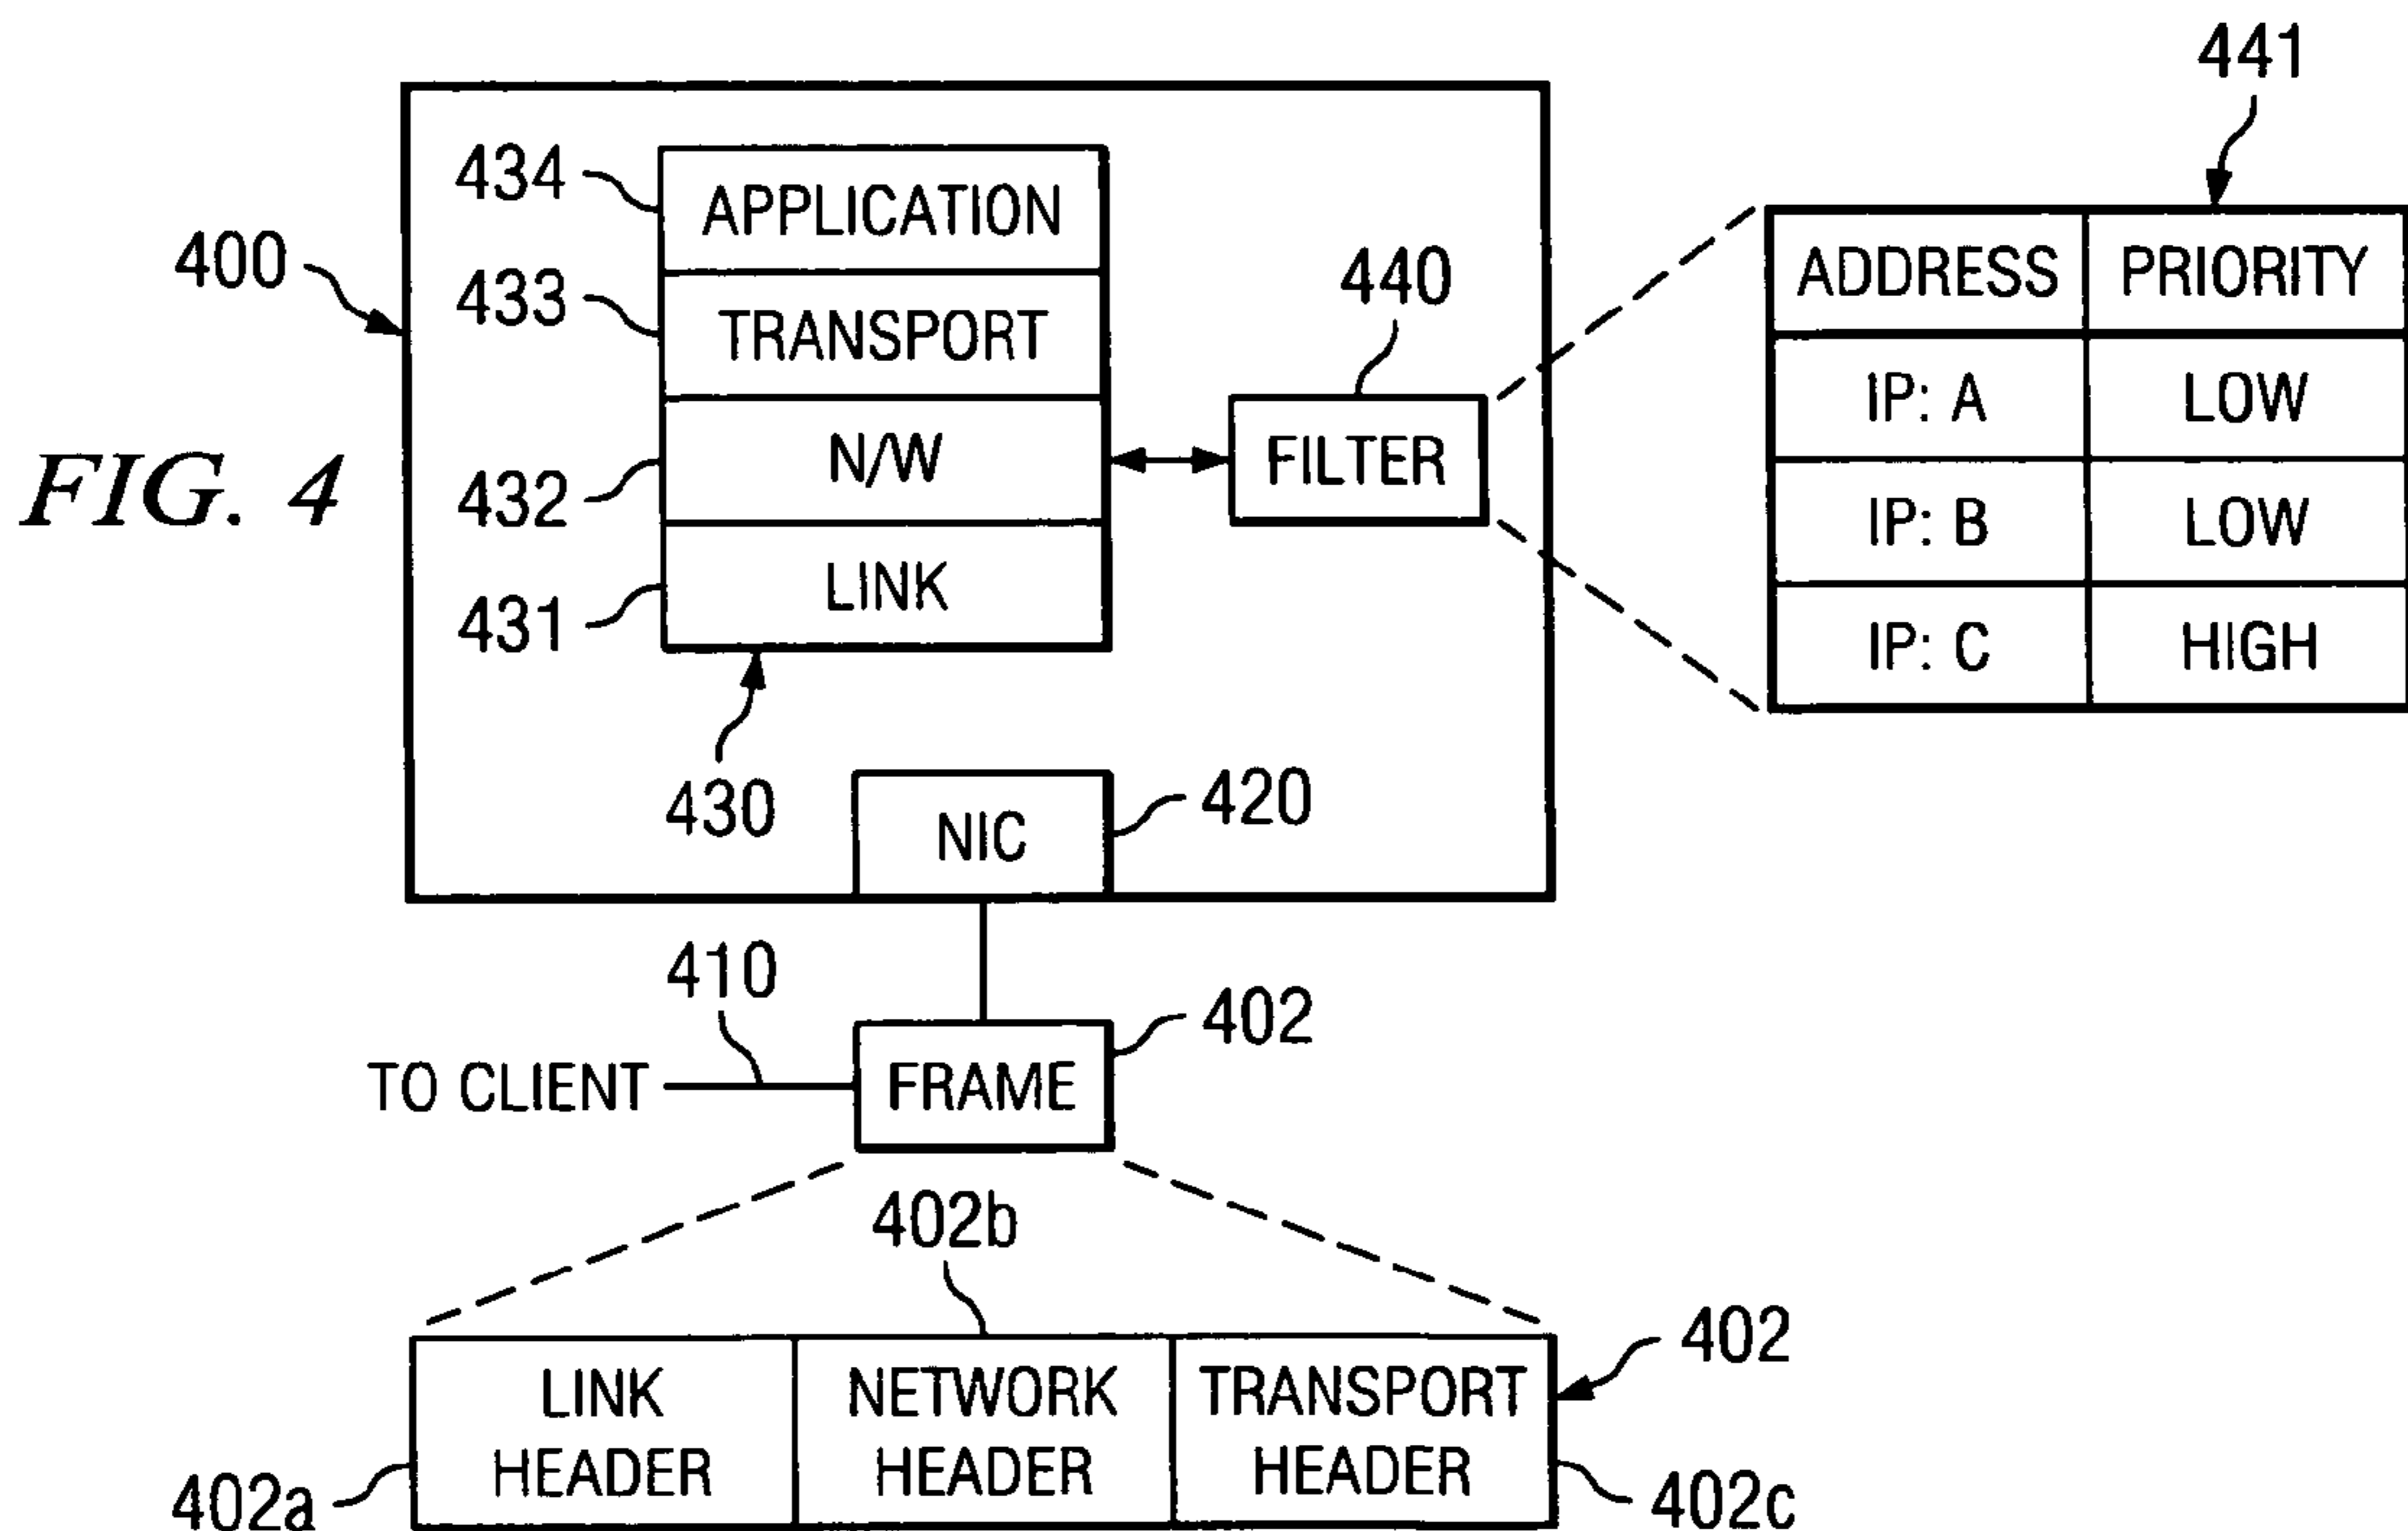 441
434
APPLICATION
400
433
TRANSPORT
440
ADDRESS PRIORITY
IP: A LOW
FIG. 4
432
N/W
FILTER
IP: B LOW
431
LINK
IP: C HIGH
430
NIC
420
410
402
TO CLIENT
FRAME
402b
402
LINK HEADER
NETWORK HEADER
TRANSPORT HEADER
402a
402c